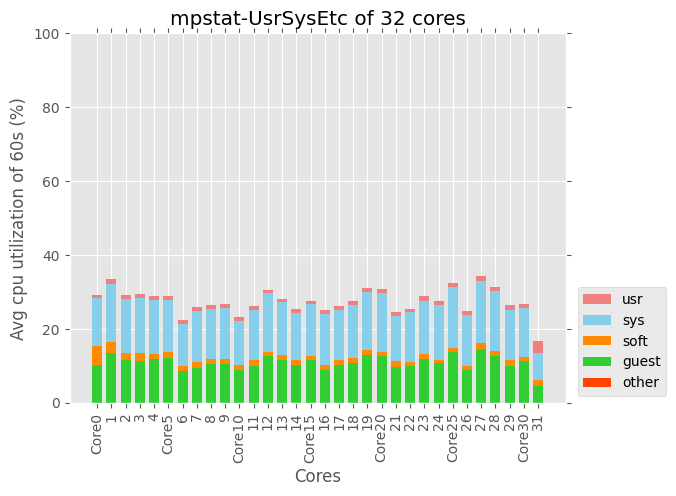 mpstat-UsrSysEtc of 32 cores
Avg cpu utilization of 60s (%)
100
80
60
40
20
0
Core0
1
2
3
4
Core5
6
7
8
9
Core10
11
12
13
14
Core15
16
17
18
19
Core20
21
22
23
24
Core25
26
27
28
29
Core30
31
Cores
usr
sys
soft
guest
other